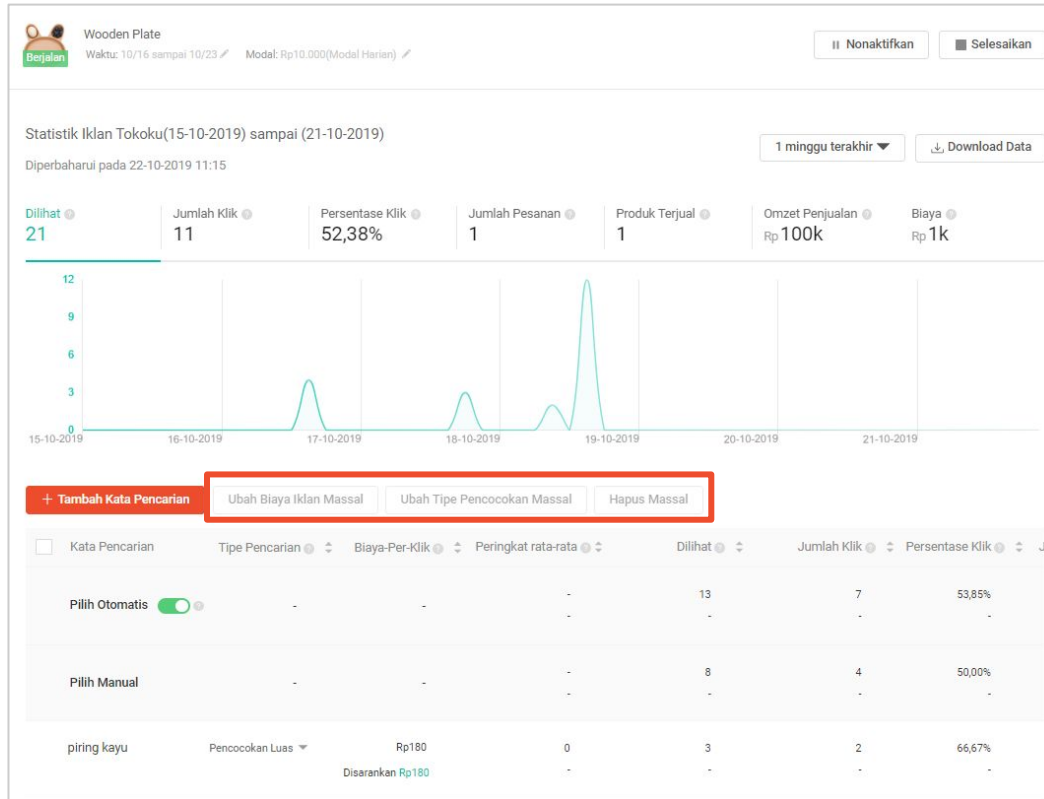 Wooden Plate
Berjalan
Waktu: 10/16 sampai 10/23 Modal: Rp10.000(Modal Harian)
Nonaktifkan Selesaikan
Statistik Iklan Tokoku(15-10-2019) sampai (21-10-2019)
Diperbaharui pada 22-10-2019 11:15
1 minggu terakhir Download Data
Dilihat Jumlah Klik Persentase Klik Jumlah Pesanan Produk Terjual Omzet Penjualan Biaya
21 11 52,38% 1 1 Rp 100k Rp 1k
12
9
6
3
0
15-10-2019 16-10-2019 17-10-2019 18-10-2019 19-10-2019 20-10-2019 21-10-2019
+ Tambah Kata Pencarian Ubah Biaya Iklan Massal Ubah Tipe Pencocokan Massal Hapus Massal
Kata Pencarian Tipe Pencarian Biaya-Per-Klik Peringkat rata-rata Dilihat Jumlah Klik Persentase Klik J
Pilih Otomatis - - - 13 7 53,85%
- - - -
Pilih Manual - - - 8 4 50,00%
- - - -
piring kayu Pencocokan Luas Rp180 0 3 2 66,67%
Disarankan Rp180 - - - -